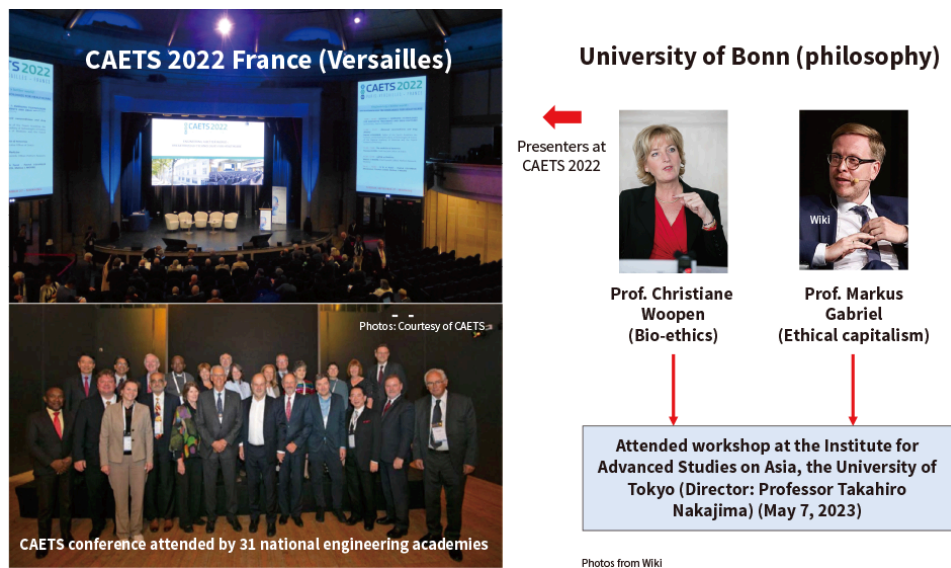 CAETS 2022 France (Versailles)
CAETS 2022
CAETS2022
Photos: Courtesy of CAETS
CAETS conference attended by 31 national engineering academies
University of Bonn (philosophy)
Presenters at
CAETS 2022
Wiki
Prof. Christiane
Woopen
(Bio-ethics)
Prof. Markus
Gabriel
(Ethical capitalism)
Attended workshop at the Institute for
Advanced Studies on Asia, the University of
Tokyo (Director: Professor Takahiro
Nakajima) (May 7, 2023)
Photos from Wiki